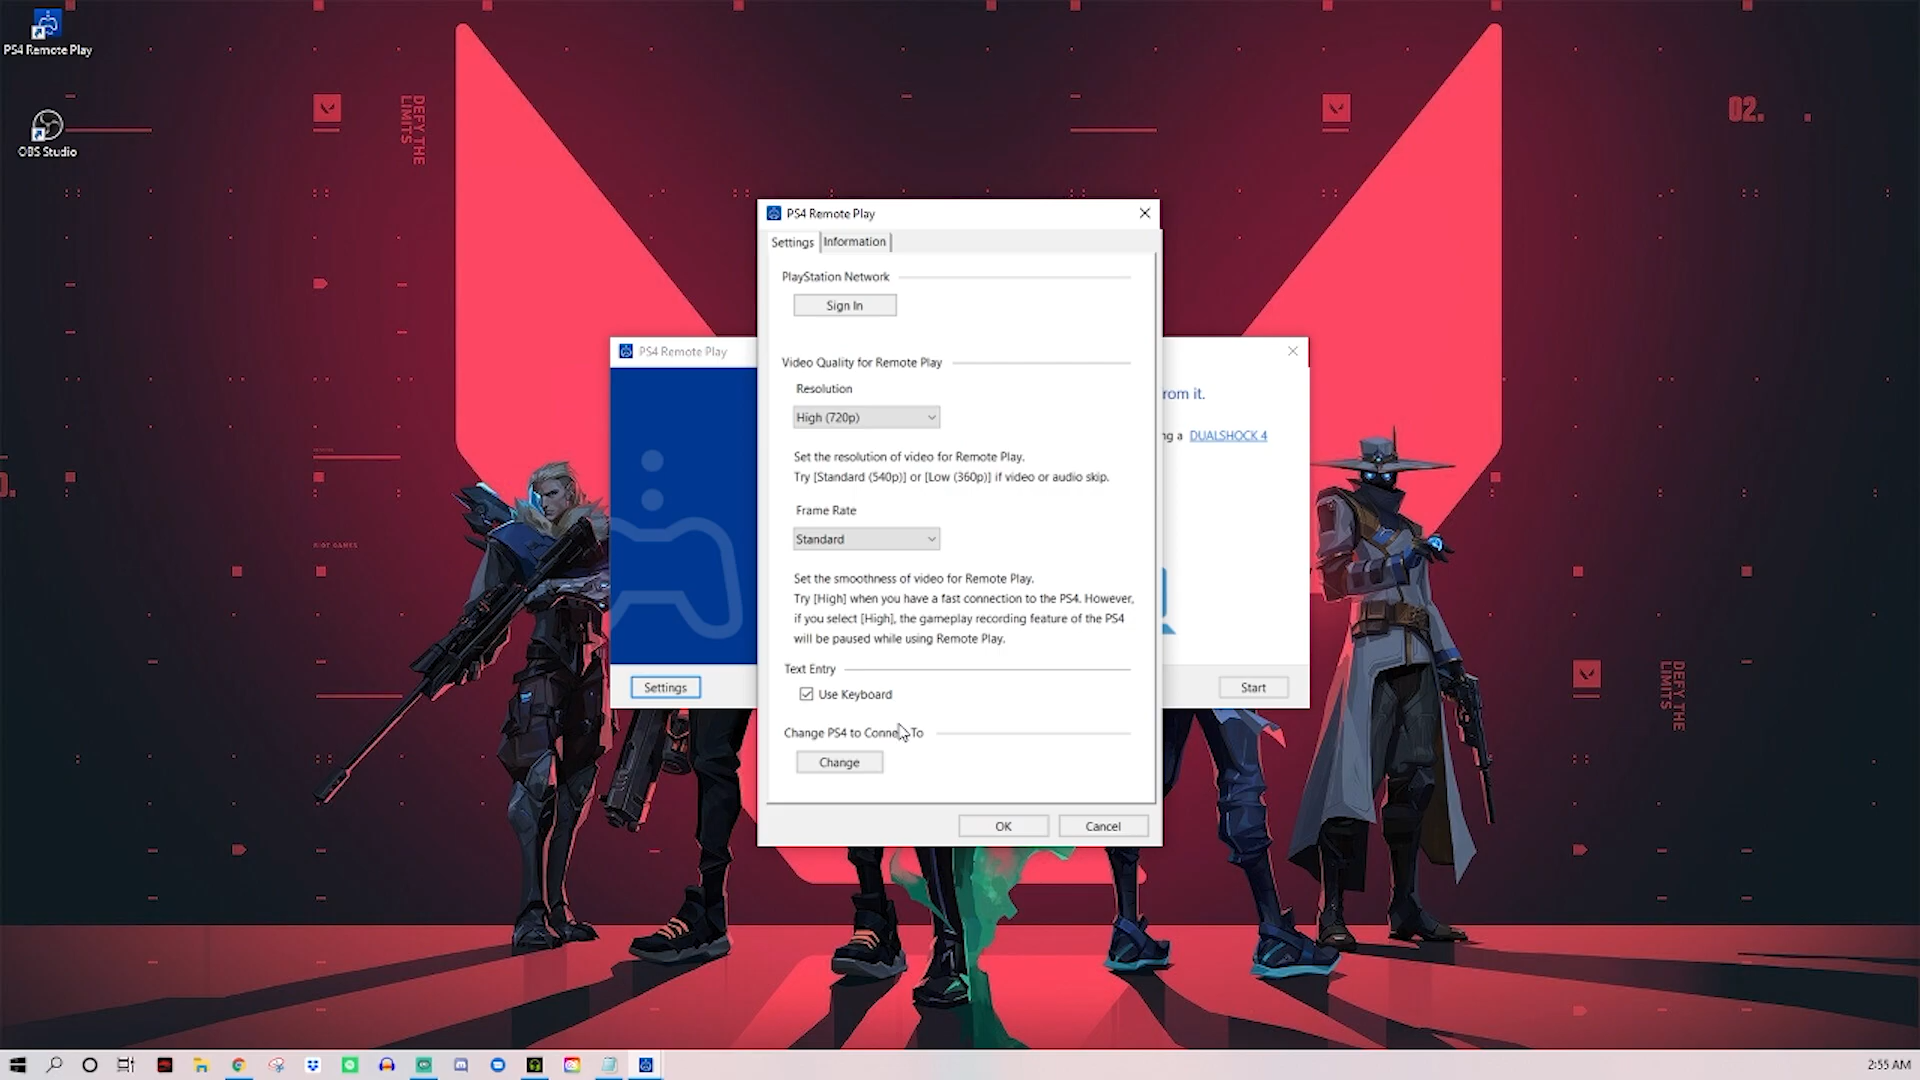 PS4 Remote Play
OBS Studio
DEFY THE
LIMITS
02.
PS4 Remote Play
Settings
Information
PlayStation Network
Sign In
Video Quality for Remote Play
Resolution
High (720p)
Set the resolution of video for Remote Play.
Try [Standard (540p)] or [Low (360p)] if video or audio skip.
Frame Rate
Standard
Set the smoothness of video for Remote Play.
Try [High] when you have a fast connection to the PS4. However,
if you select [High], the gameplay recording feature of the PS4
will be paused while using Remote Play.
Text Entry
Use Keyboard
Change PS4 to Connect To
Change
OK
Cancel
PS4 Remote Play
rom it.
ng a DUALSHOCK 4
Settings
Start
RIOT GAMES
DEFY THE
LIMITS
2:55 AM